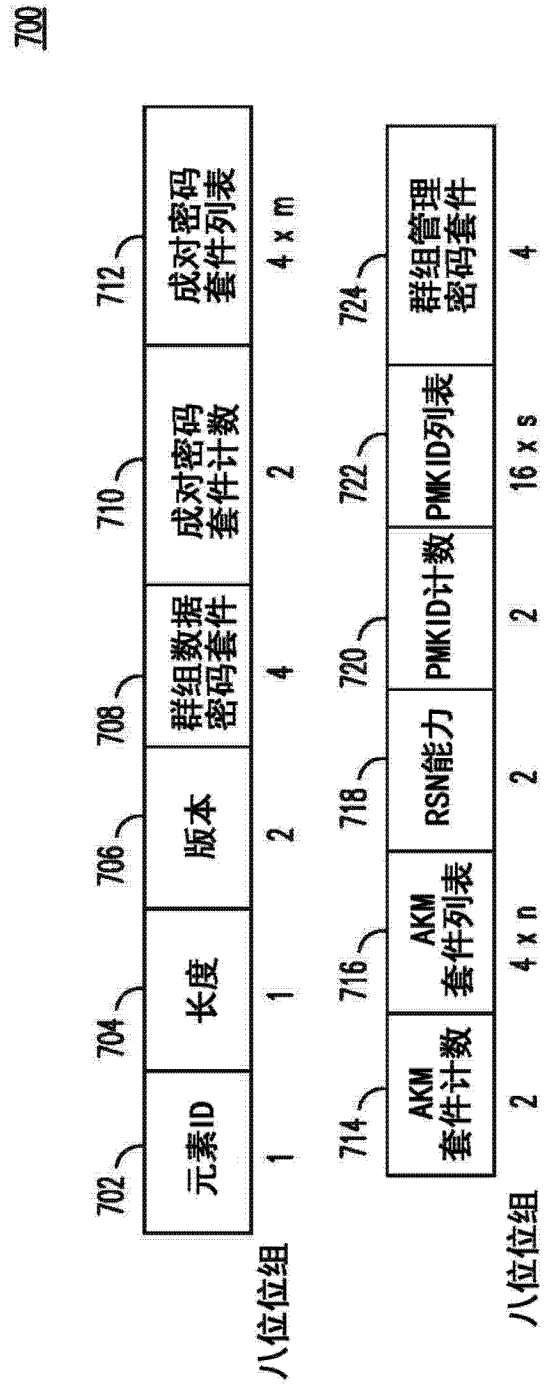 700
702
704
706
708
710
712
元素ID
长度
版本
群组数据
密码套件
成对密码
套件计数
成对密码
套件列表
八位位组
1
1
2
4
2
4 x m
714
716
718
720
722
724
AKM
套件计数
AKM
套件列表
RSN能力
PMKID计数
PMKID列表
群组管理
密码套件
八位位组
2
4 x n
2
2
16 x s
4